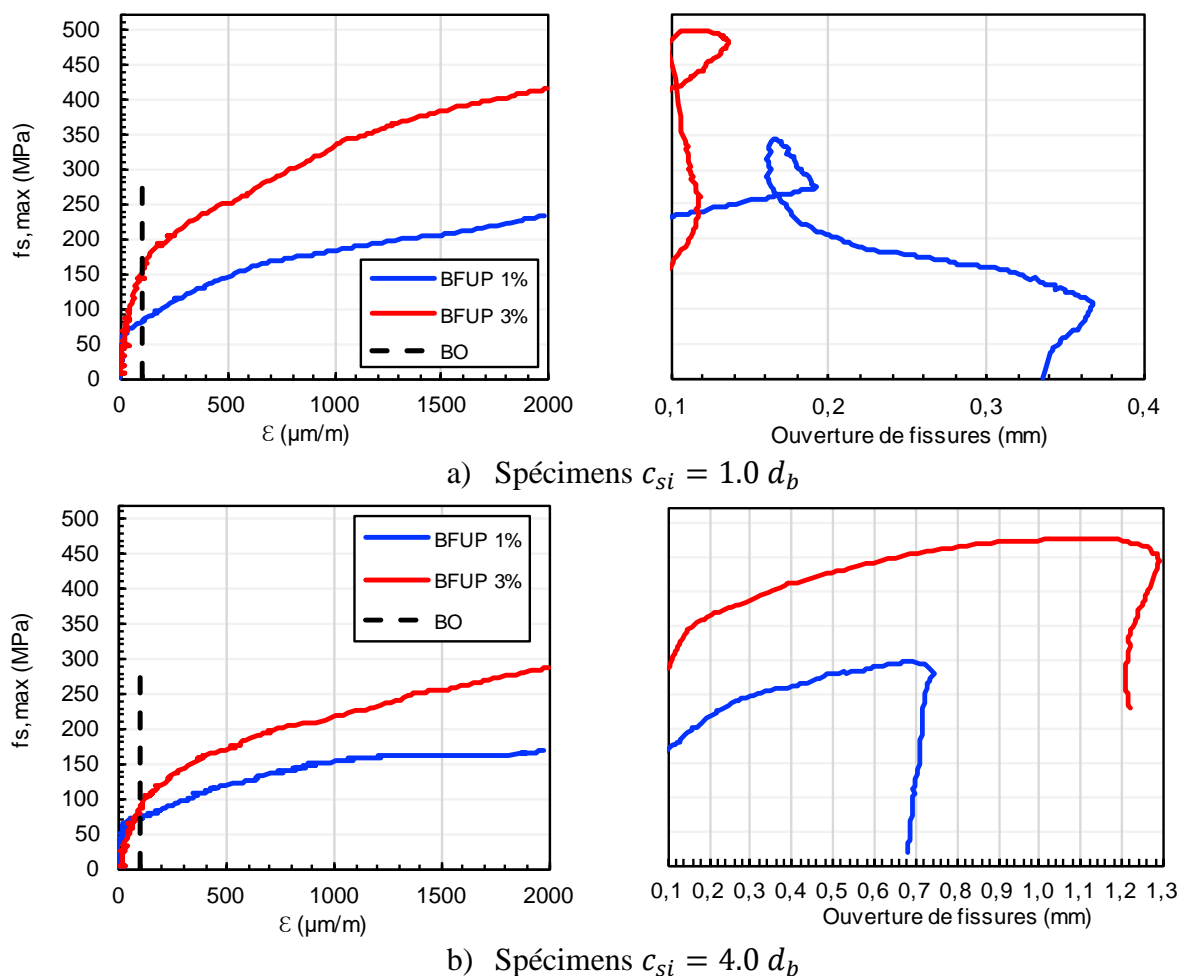 fs,max (MPa)
500
450
400
350
300
250
200
150
100
50
0
BFUP 1%
BFUP 3%
BO
0 500 1000 1500 2000
ε (µm/m)
0,1 0,2 0,3 0,4
Ouverture de fissures (mm)
a) Spécimens c_si = 1.0 d_b
fs,max (MPa)
500
450
400
350
300
250
200
150
100
50
0
BFUP 1%
BFUP 3%
BO
0 500 1000 1500 2000
ε (µm/m)
0,1 0,2 0,3 0,4 0,5 0,6 0,7 0,8 0,9 1,0 1,1 1,2 1,3
Ouverture de fissures (mm)
b) Spécimens c_si = 4.0 d_b